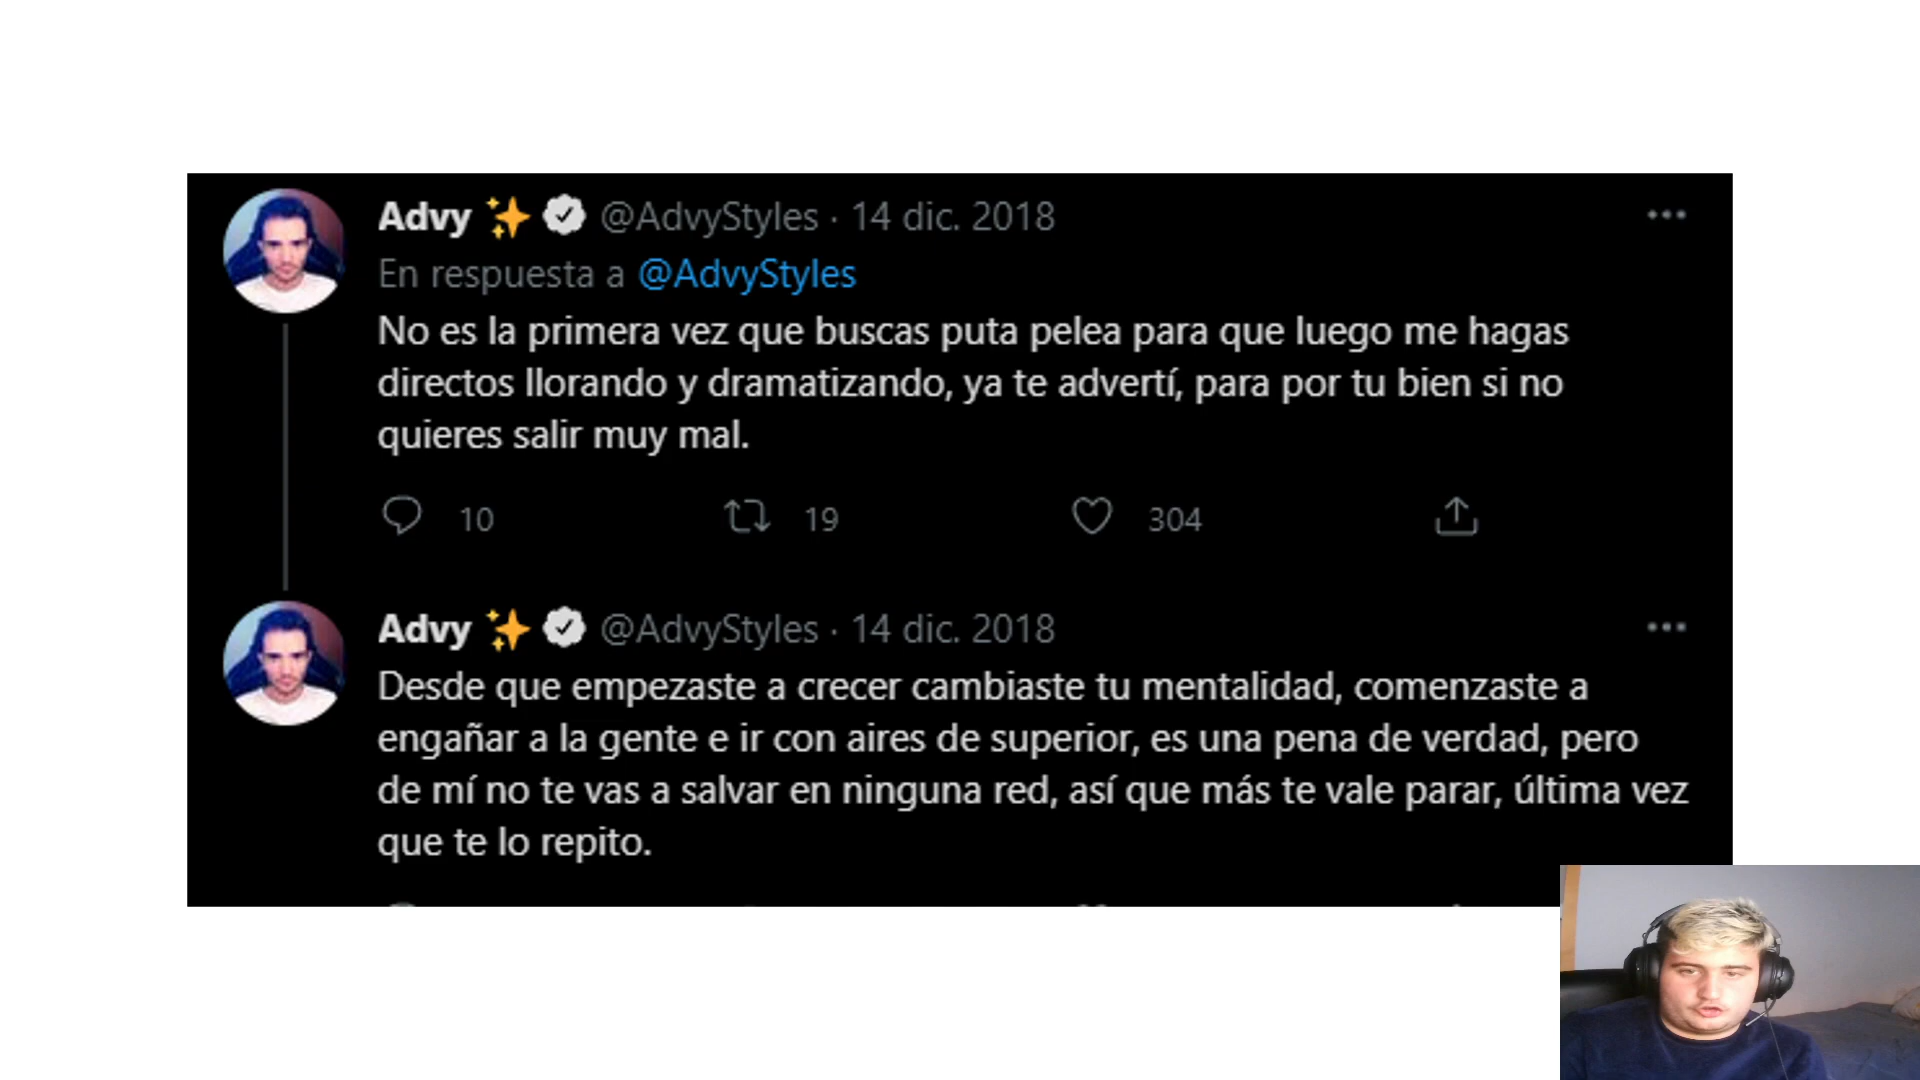 Advy ✨ @AdvyStyles · 14 dic. 2018
En respuesta a @AdvyStyles
No es la primera vez que buscas puta pelea para que luego me hagas
directos llorando y dramatizando, ya te advertí, para por tu bien si no
quieres salir muy mal.
10 19 304
Advy ✨ @AdvyStyles · 14 dic. 2018
Desde que empezaste a crecer cambiaste tu mentalidad, comenzaste a
engañar a la gente e ir con aires de superior, es una pena de verdad, pero
de mí no te vas a salvar en ninguna red, así que más te vale parar, última vez
que te lo repito.